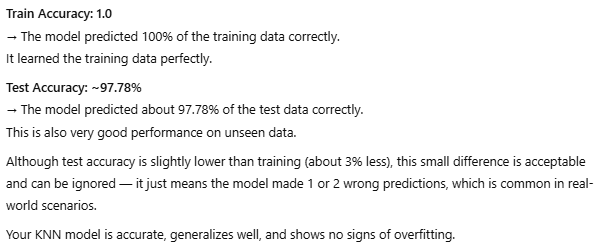 Train Accuracy: 1.0
→ The model predicted 100% of the training data correctly.
It learned the training data perfectly.
Test Accuracy: ~97.78%
→ The model predicted about 97.78% of the test data correctly.
This is also very good performance on unseen data.
Although test accuracy is slightly lower than training (about 3% less), this small difference is acceptable
and can be ignored — it just means the model made 1 or 2 wrong predictions, which is common in real-
world scenarios.
Your KNN model is accurate, generalizes well, and shows no signs of overfitting.